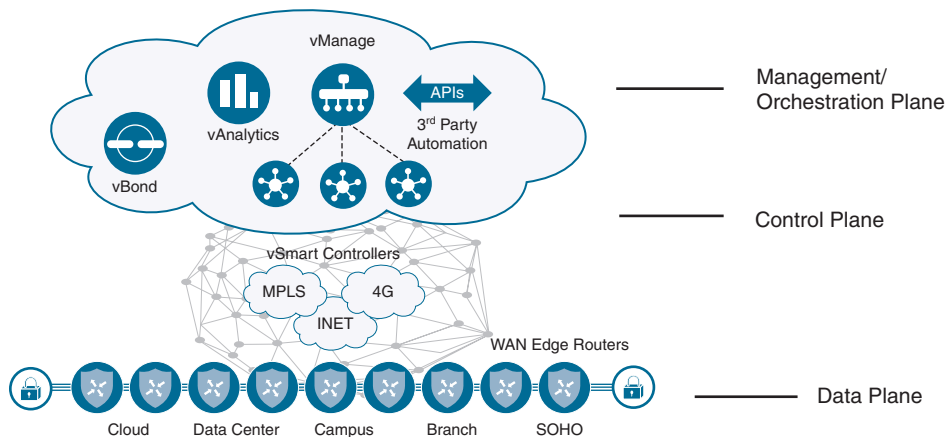 vManage
APIs
vAnalytics
3rd Party
Automation
vBond
Management/
Orchestration Plane
Control Plane
vSmart Controllers
MPLS
4G
INET
WAN Edge Routers
Data Plane
Cloud
Data Center
Campus
Branch
SOHO